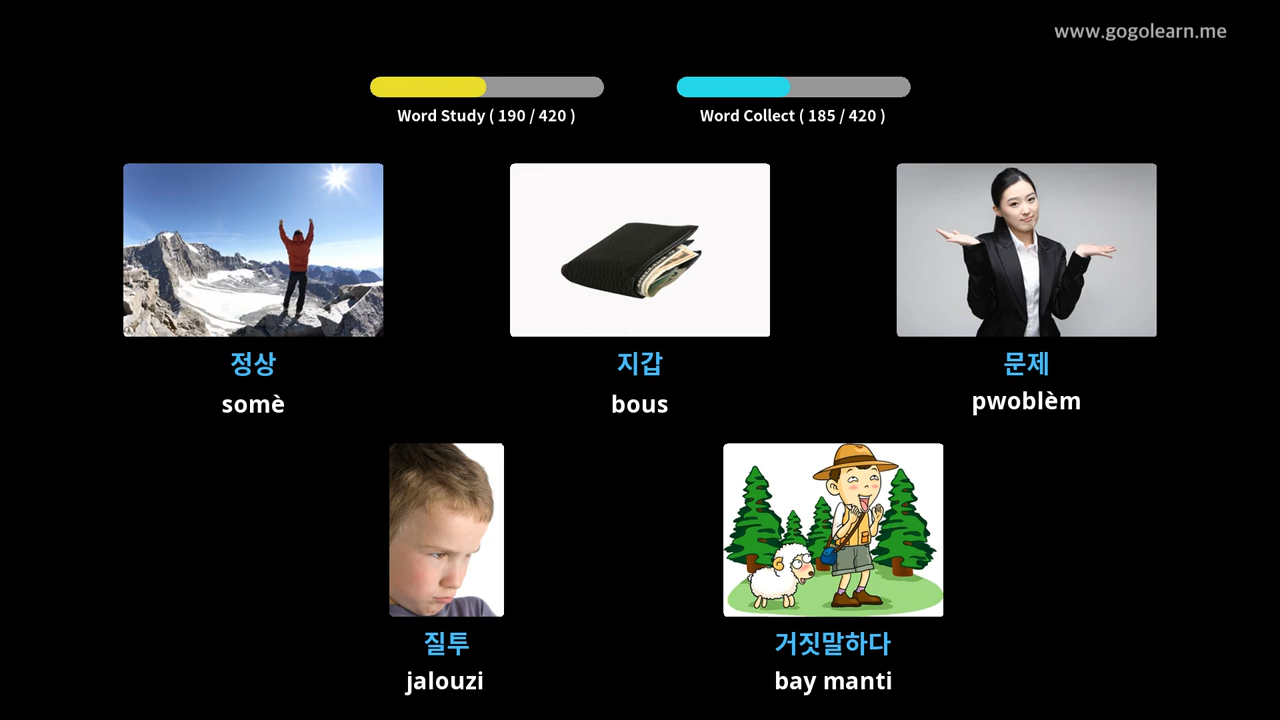 www.gogolearn.me
Word Study ( 190 / 420 )
Word Collect ( 185 / 420 )
정상
지갑
문제
somè
bous
pwoblèm
질투
거짓말하다
jalouzi
bay manti